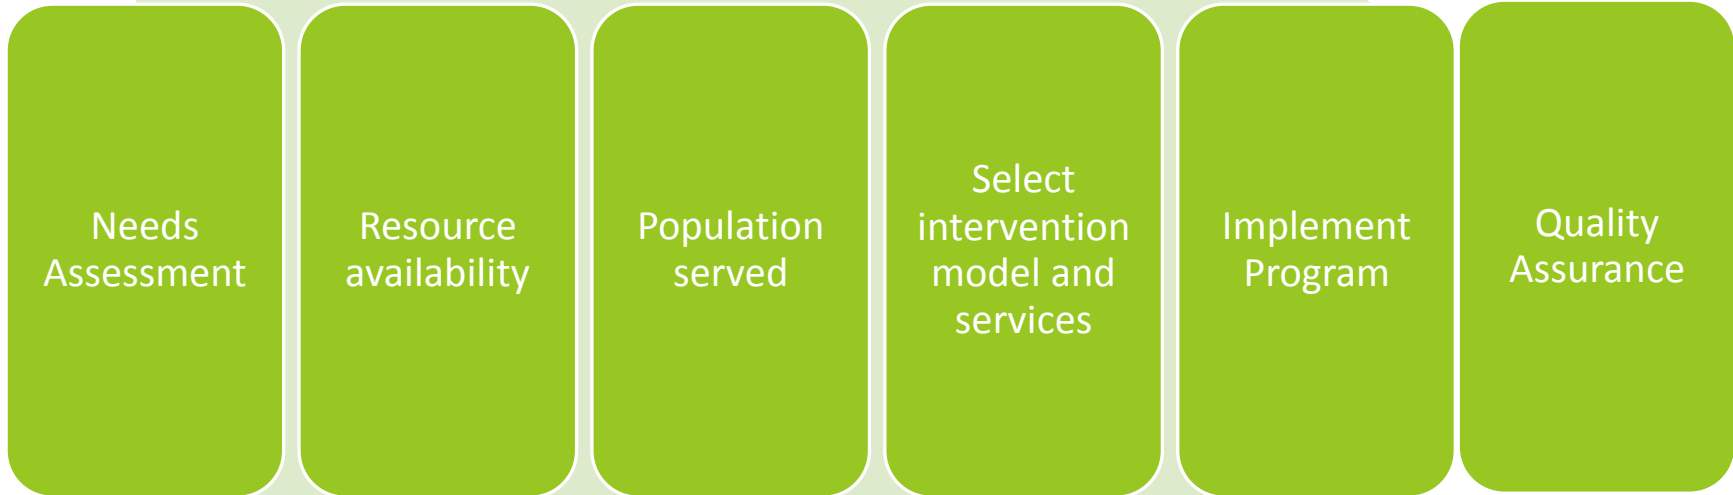 Needs
Assessment
Resource
availability
Population
served
Select
intervention
model and
services
Implement
Program
Quality
Assurance